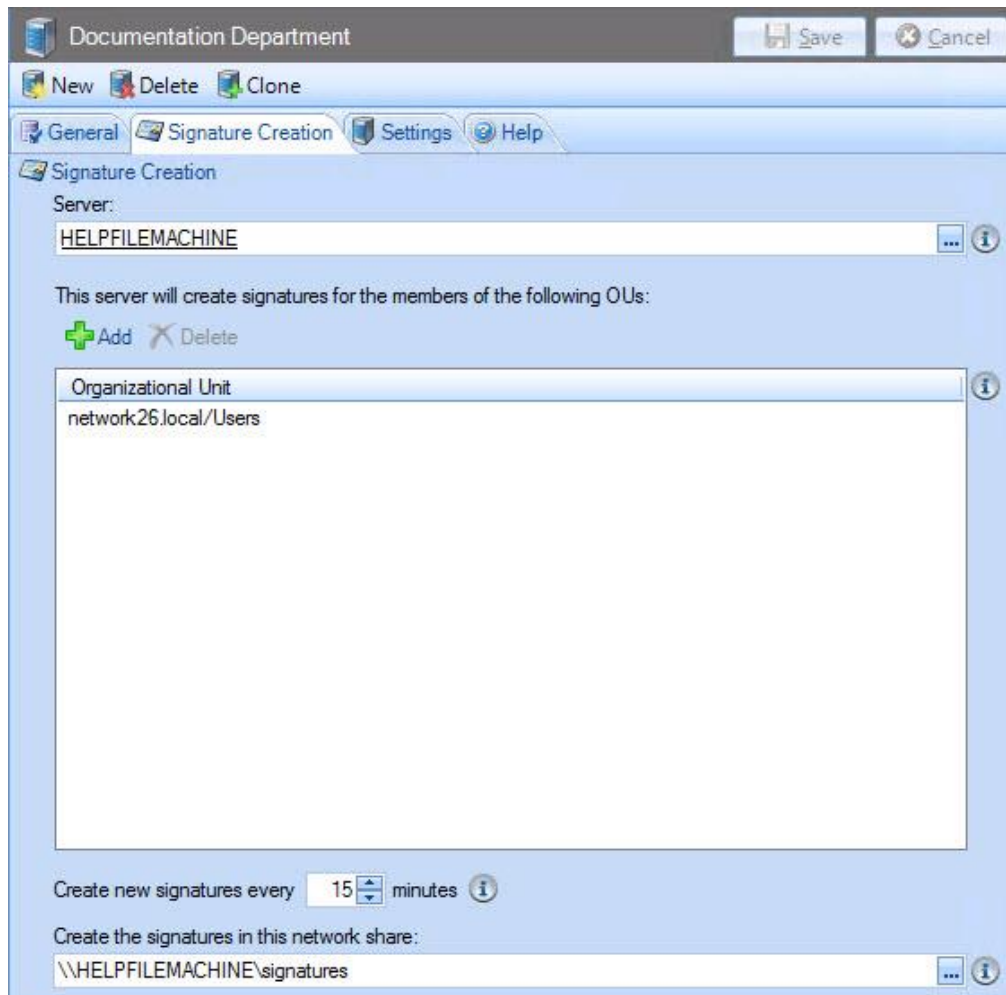 Documentation Department Save Cancel
New Delete Clone
General Signature Creation Settings Help
Signature Creation
Server:
HELPFILEMACHINE ...
This server will create signatures for the members of the following OUs:
Add Delete
Organizational Unit
network26.local/Users
Create new signatures every 15 minutes
Create the signatures in this network share:
\\HELPFILEMACHINE\signatures ...